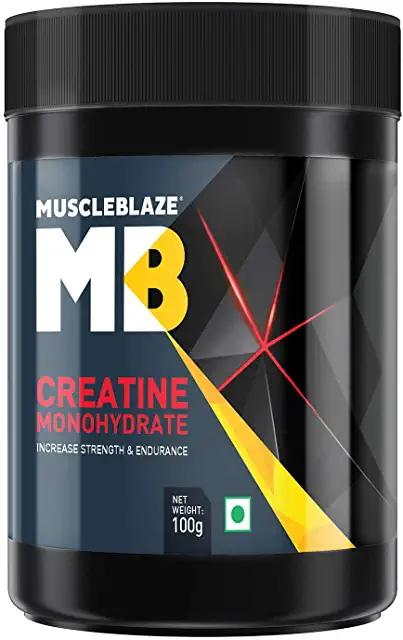 MUSCLEBLAZE®
MB
CREATINE
MONOHYDRATE
INCREASE STRENGTH & ENDURANCE
NET
WEIGHT:
100g